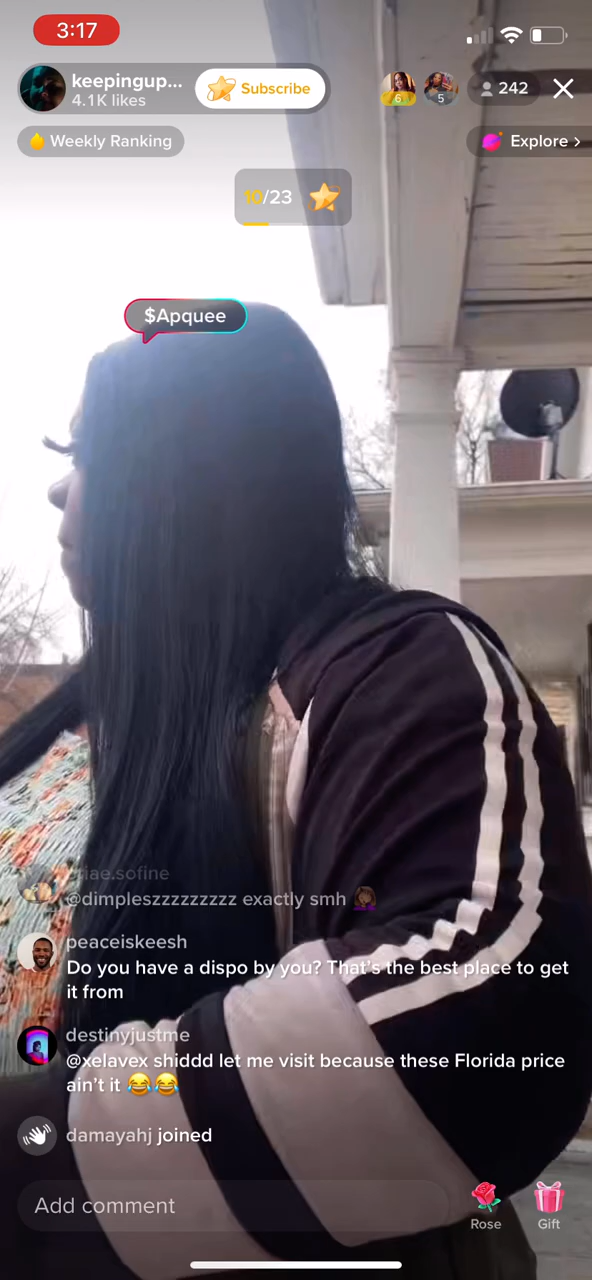 3:17
keepingup...
4.1K likes
Subscribe
6
5
242
Weekly Ranking
Explore >
10/23
$Apquee
@dimpleszzzzzzzzz exactly smh 🤦🏾‍♀️
peaceiskeesh
Do you have a dispo by you? That's the best place to get
it from
destinyjustme
@xelavex shiddd let me visit because these Florida price
ain't it 😂😂
damayahj joined
Add comment
Rose
Gift